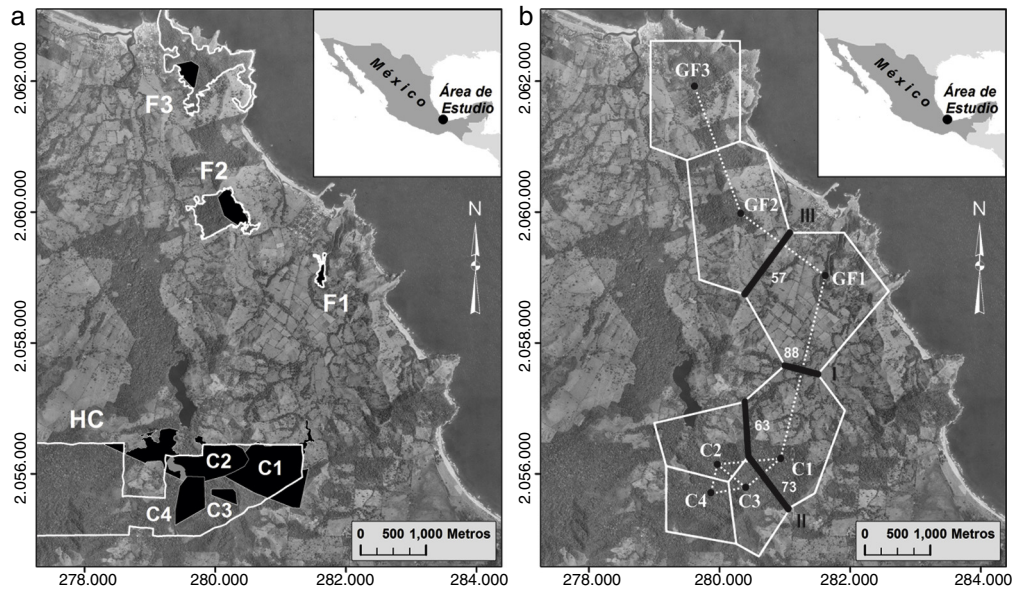 a
México
Área de
Estudio
2.062.000
F3
F2
2.060.000
N
F1
2.058.000
HC
2.056.000
C2
C1
C4
C3
0 500 1,000 Metros
278.000
280.000
282.000
284.000
b
México
Área de
Estudio
2.062.000
GF3
2.060.000
GF2
III
N
57
GF1
2.058.000
88
I
63
2.056.000
C2
C1
C4
C3
73
II
0 500 1,000 Metros
278.000
280.000
282.000
284.000